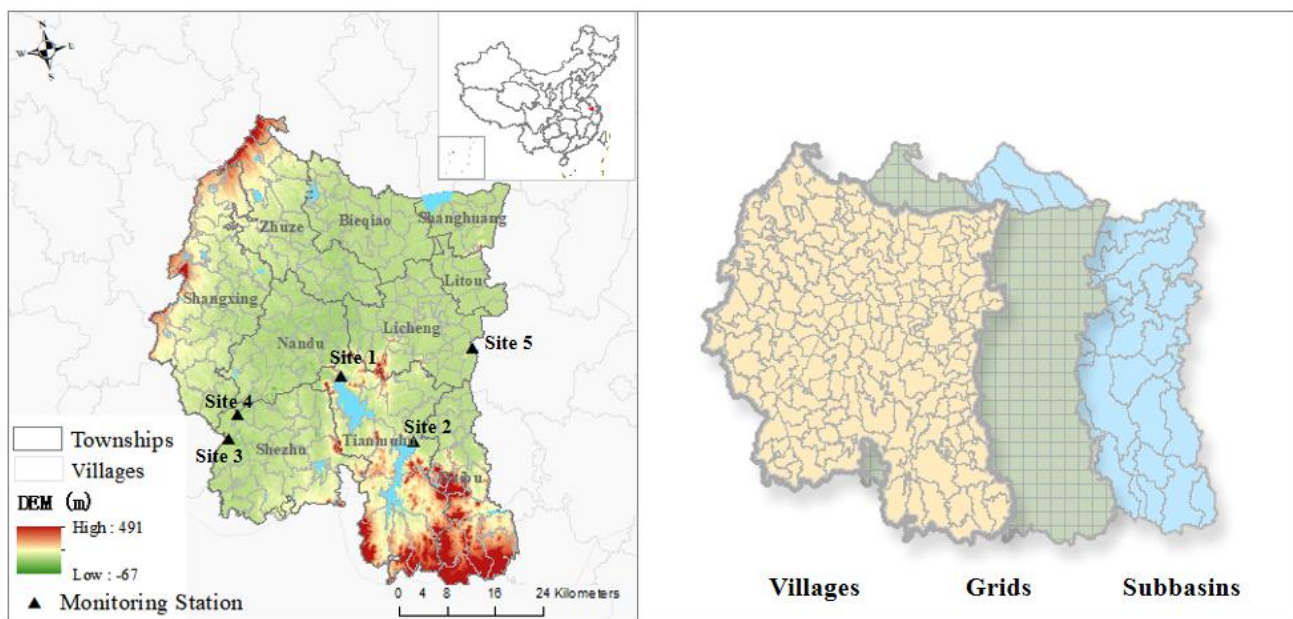 N
W
E
S
Zhuze
Bieqiao
Shanghuang
Litou
Shangxing
Licheng
Nandu
Site 1
Site 5
Site 4
Site 2
Site 3
Shezhu
Townships
Villages
DEM (m)
High : 491
Low : -67
Monitoring Station
0 4 8 16 24 Kilometers
Villages
Grids
Subbasins